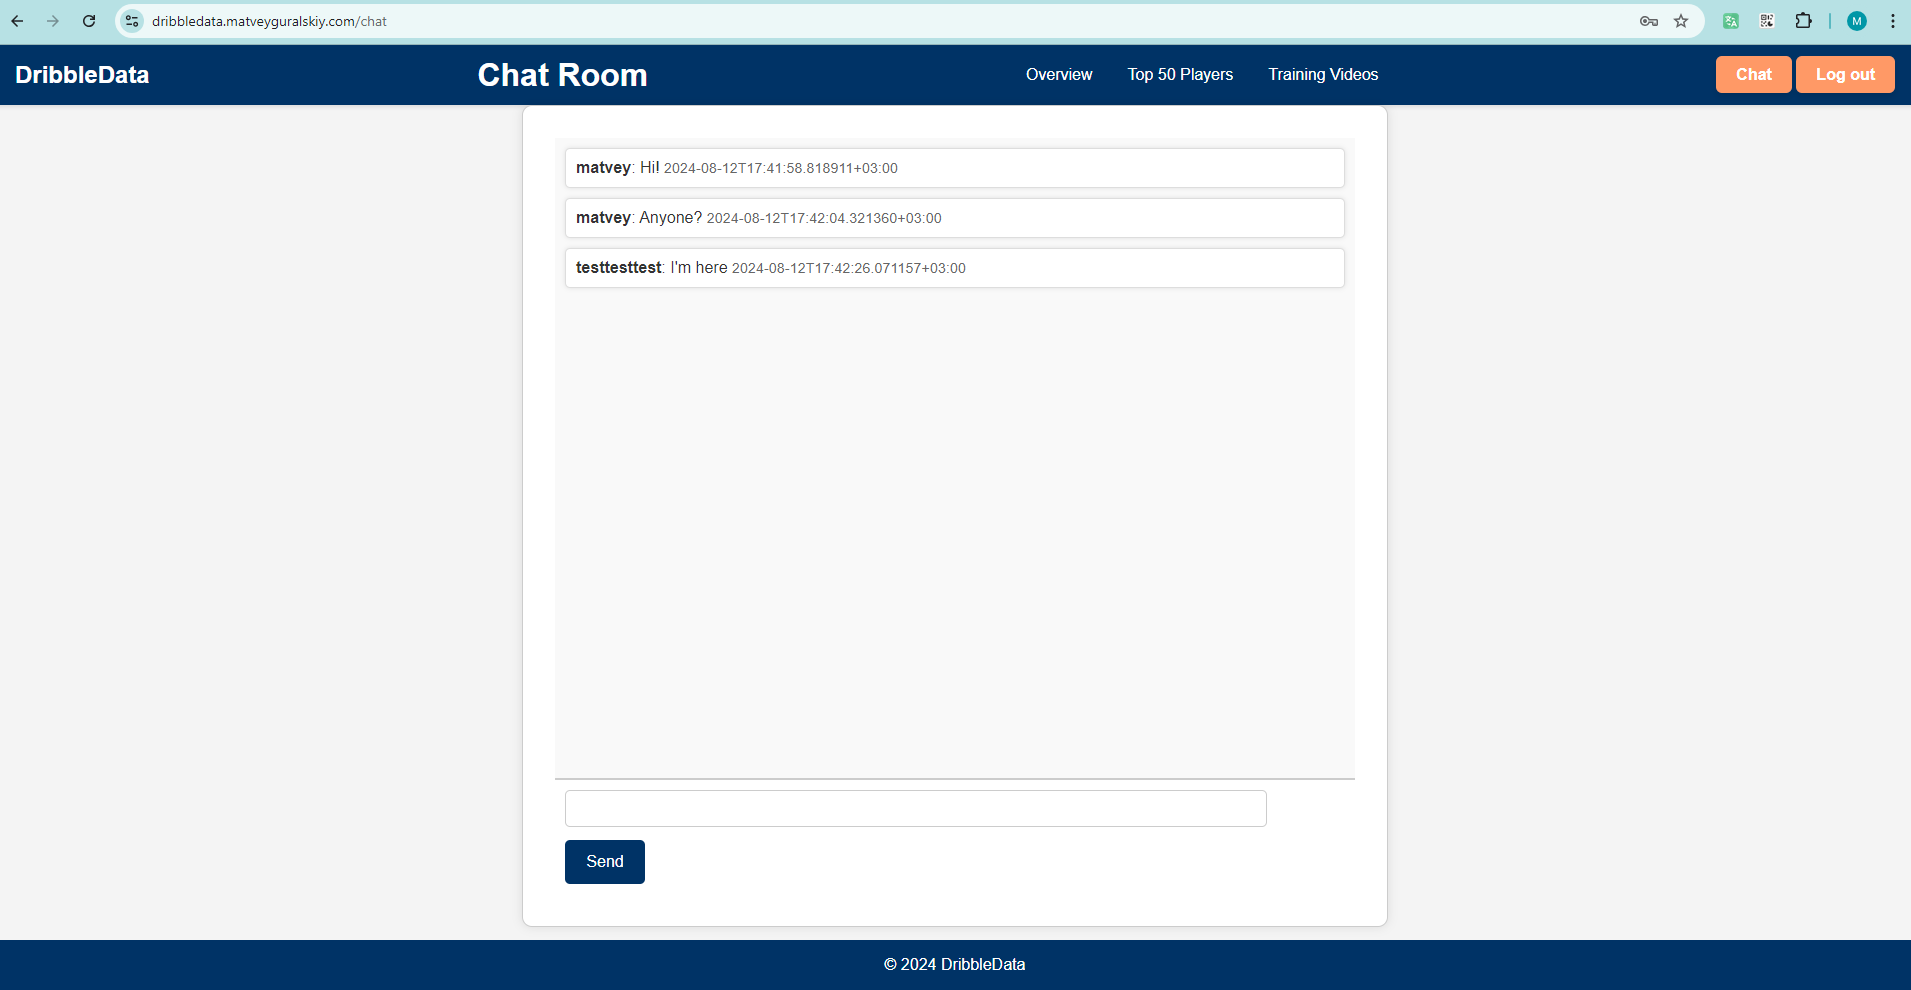 dribbledata.matveyguralskiy.com/chat
M
DribbleData
Chat Room
Overview
Top 50 Players
Training Videos
Chat
Log out
matvey: Hi! 2024-08-12T17:41:58.818911+03:00
matvey: Anyone? 2024-08-12T17:42:04.321360+03:00
testtesttest: I'm here 2024-08-12T17:42:26.071157+03:00
Send
© 2024 DribbleData